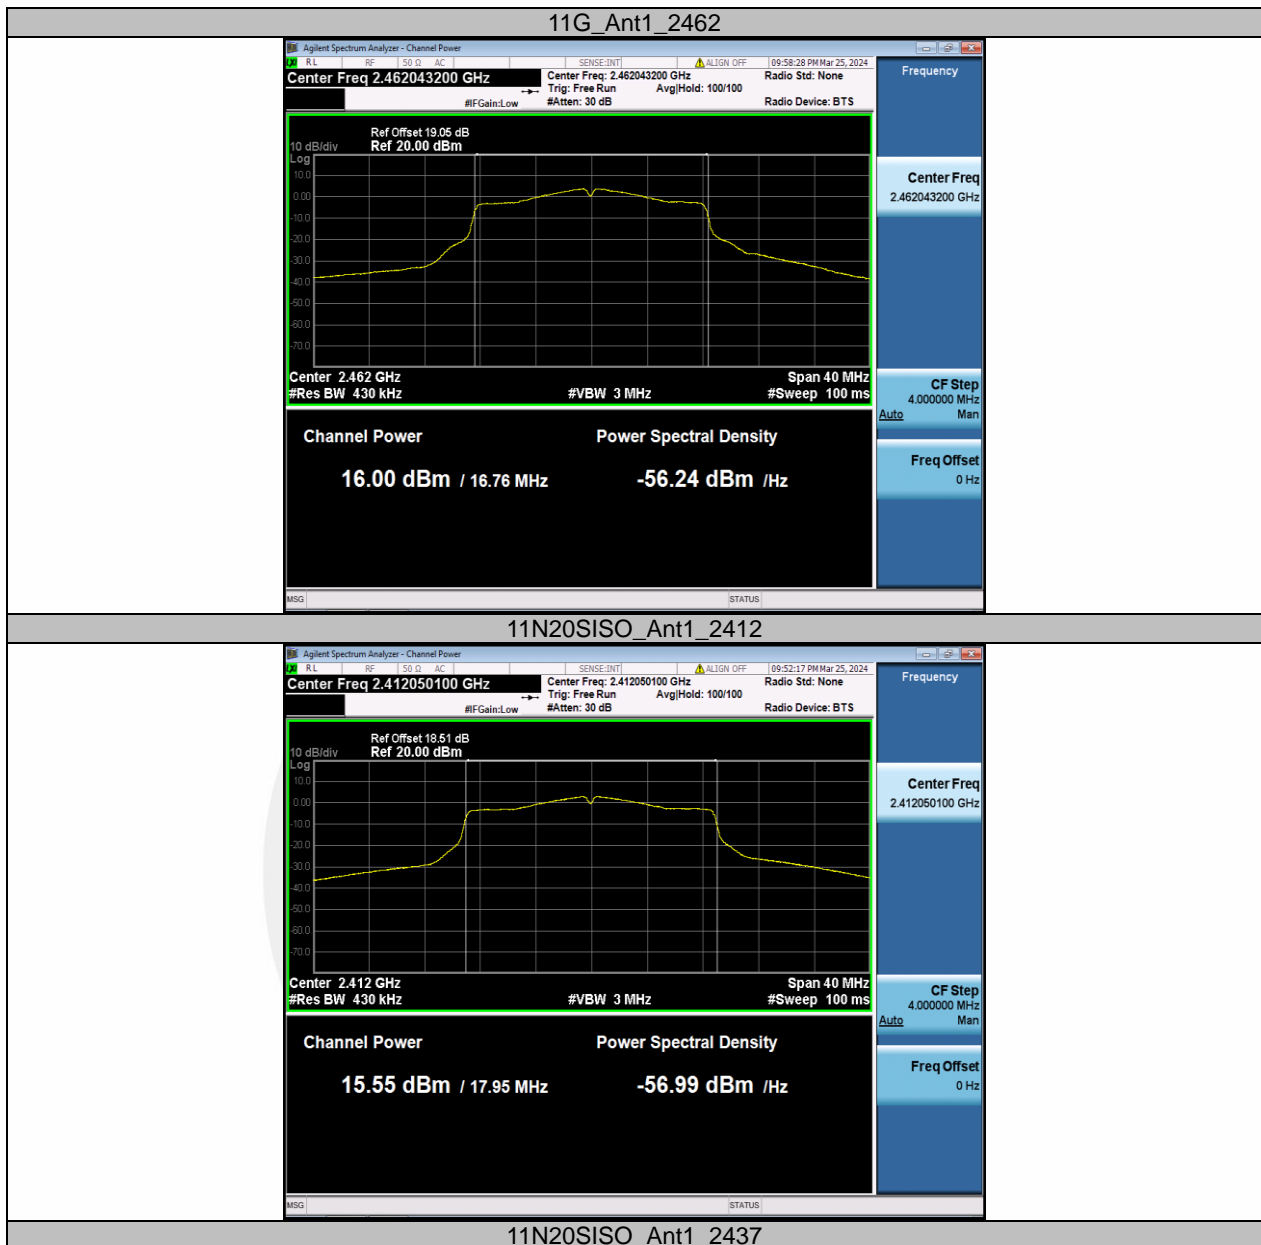 11G_Ant1_2462
Agilent Spectrum Analyzer - Channel Power
RL RF 50 Ω AC SENSE:INT ALIGN OFF 09:58:28 PM Mar 25, 2024
Center Freq 2.462043200 GHz
Center Freq: 2.462043200 GHz Radio Std: None
Trig: Free Run Avg|Hold: 100/100
#IFGain:Low #Atten: 30 dB Radio Device: BTS
Frequency
Ref Offset 19.05 dB
10 dB/div Ref 20.00 dBm
Log
10.0
0.00
-10.0
-20.0
-30.0
-40.0
-50.0
-60.0
-70.0
Center 2.462 GHz Span 40 MHz
#Res BW 430 kHz #VBW 3 MHz #Sweep 100 ms
Channel Power Power Spectral Density
16.00 dBm / 16.76 MHz -56.24 dBm /Hz
Center Freq
2.462043200 GHz
CF Step
4.000000 MHz
Auto Man
Freq Offset
0 Hz
MSG STATUS
11N20SISO_Ant1_2412
Agilent Spectrum Analyzer - Channel Power
RL RF 50 Ω AC SENSE:INT ALIGN OFF 09:52:17 PM Mar 25, 2024
Center Freq 2.412050100 GHz
Center Freq: 2.412050100 GHz Radio Std: None
Trig: Free Run Avg|Hold: 100/100
#IFGain:Low #Atten: 30 dB Radio Device: BTS
Frequency
Ref Offset 18.51 dB
10 dB/div Ref 20.00 dBm
Log
10.0
0.00
-10.0
-20.0
-30.0
-40.0
-50.0
-60.0
-70.0
Center 2.412 GHz Span 40 MHz
#Res BW 430 kHz #VBW 3 MHz #Sweep 100 ms
Channel Power Power Spectral Density
15.55 dBm / 17.95 MHz -56.99 dBm /Hz
Center Freq
2.412050100 GHz
CF Step
4.000000 MHz
Auto Man
Freq Offset
0 Hz
MSG STATUS
11N20SISO_Ant1_2437